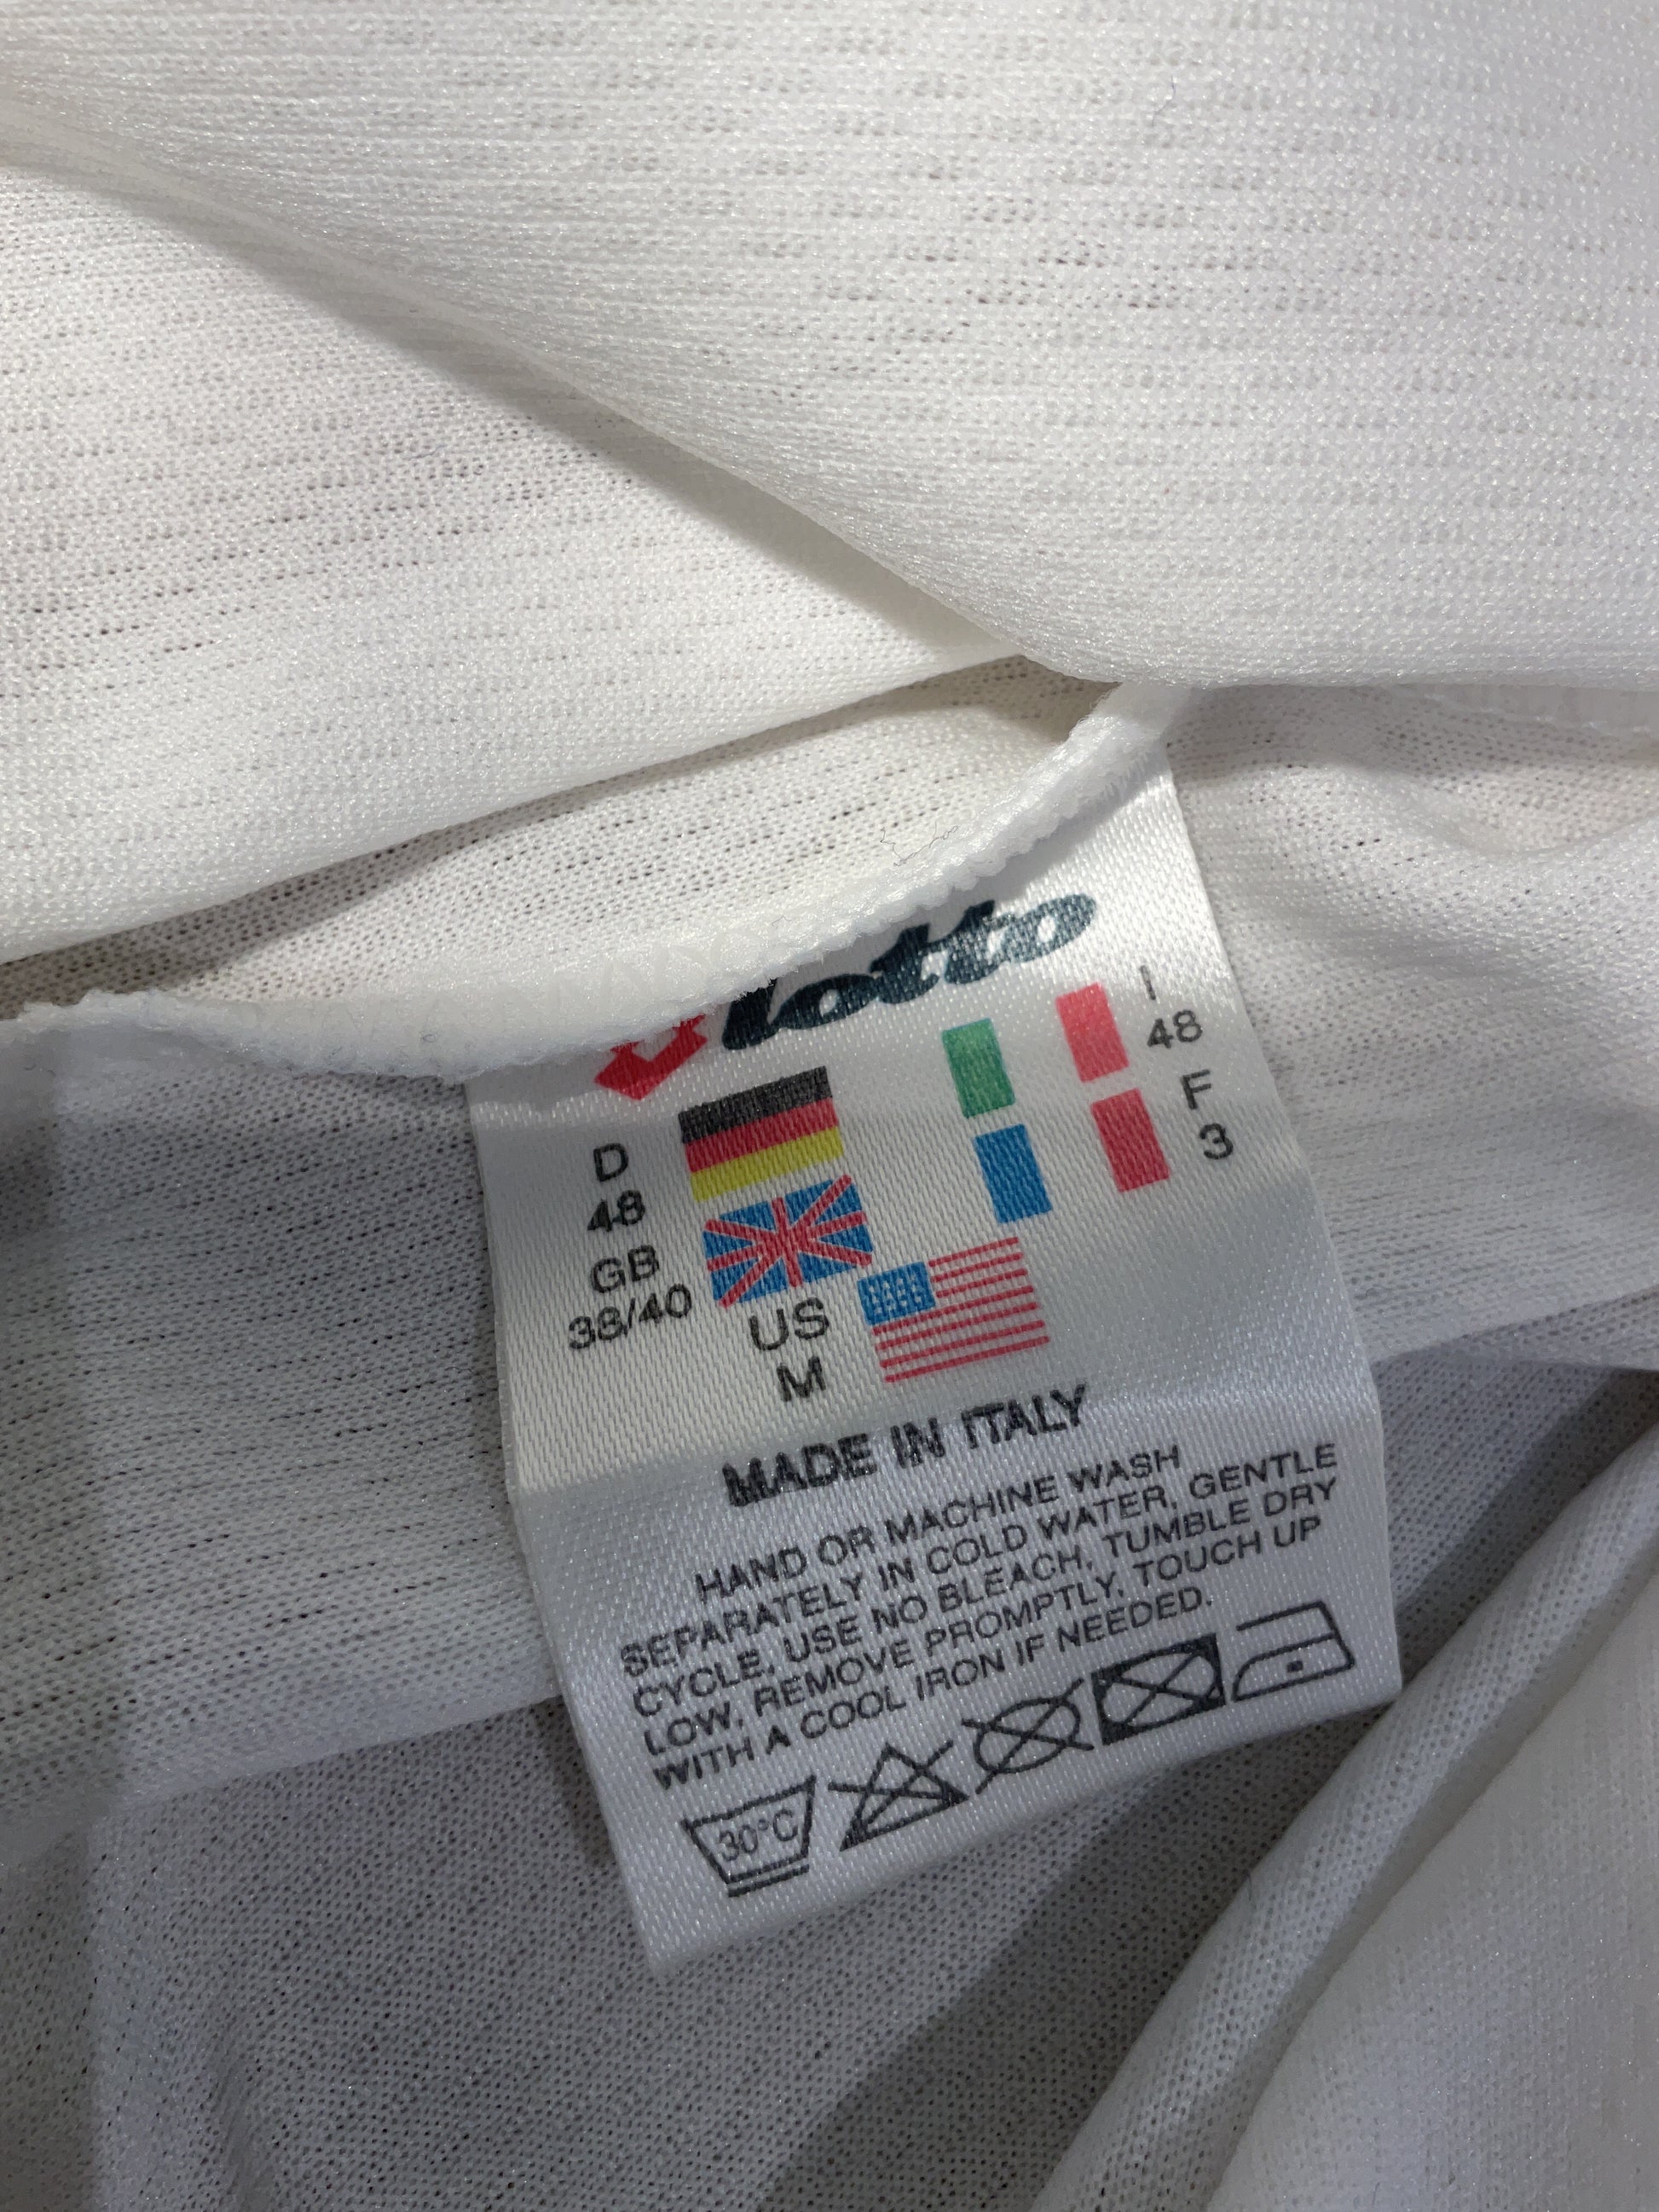 lotto
I
48
D
48
F
3
GB
38/40
US
M
MADE IN ITALY
HAND OR MACHINE WASH
SEPARATELY IN COLD WATER, GENTLE
CYCLE, USE NO BLEACH, TUMBLE DRY
LOW, REMOVE PROMPTLY, TOUCH UP
WITH A COOL IRON IF NEEDED.
30°C